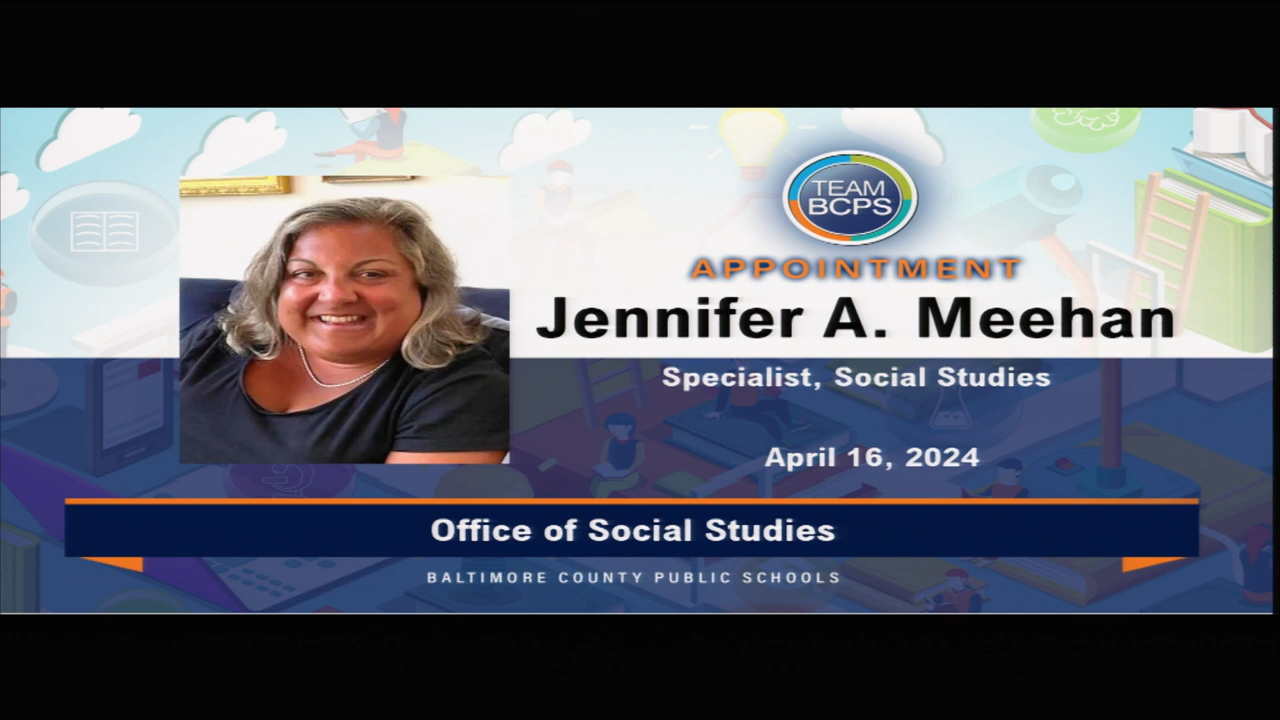 TEAM
BCPS
APPOINTMENT
Jennifer A. Meehan
Specialist, Social Studies
April 16, 2024
Office of Social Studies
BALTIMORE COUNTY PUBLIC SCHOOLS